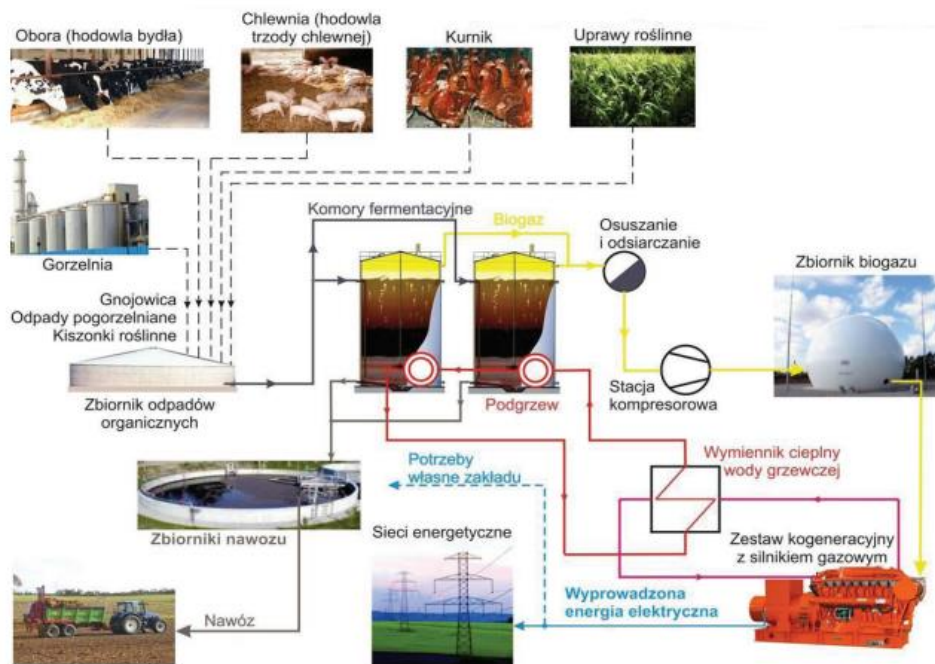 Obora (hodowla bydła)
Chlewnia (hodowla
trzody chlewnej)
Kurnik
Uprawy roślinne
Gorzelnia
Komory fermentacyjne
Biogaz
Osuszanie
i odsiarczanie
Zbiornik biogazu
Gnojowica
Odpady pogorzelniane
Kiszonki roślinne
Zbiornik odpadów
organicznych
Podgrzew
Stacja
kompresorowa
Wymiennik cieplny
wody grzewczej
Potrzeby
własne zakładu
Zbiorniki nawozu
Sieci energetyczne
Zestaw kogeneracyjny
z silnikiem gazowym
Wyprowadzona
energia elektryczna
Nawóz